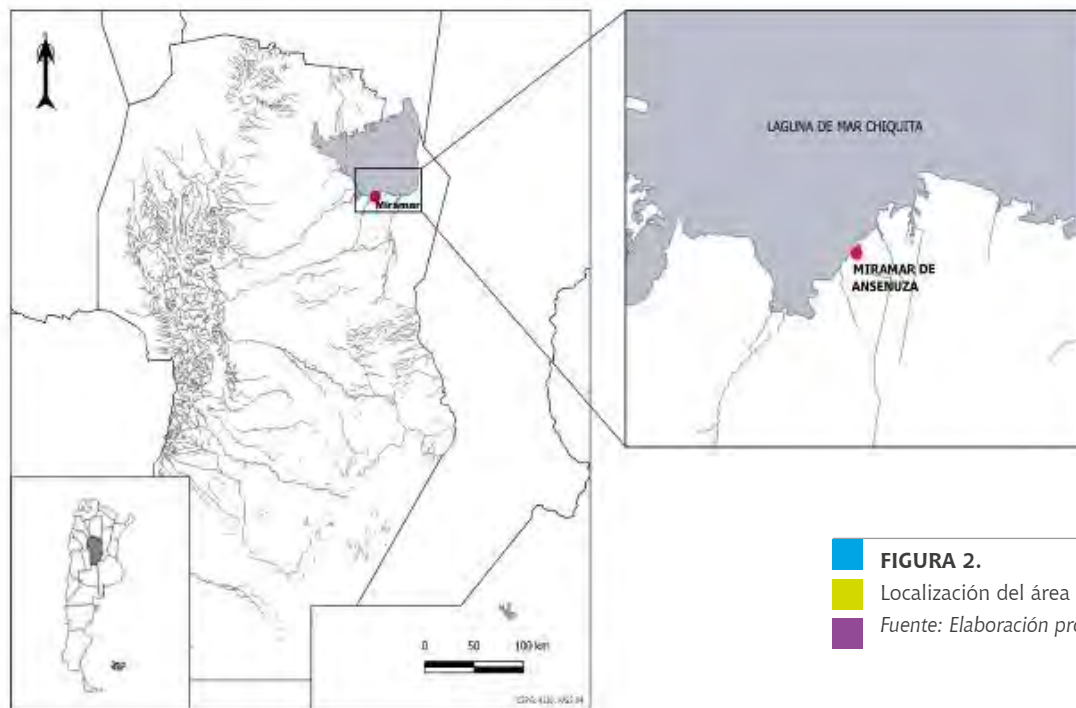 Miramar
LAGUNA DE MAR CHIQUITA
MIRAMAR DE
ANSENUZA
0 50 100 km
FIGURA 2.
Localización del área
Fuente: Elaboración pro